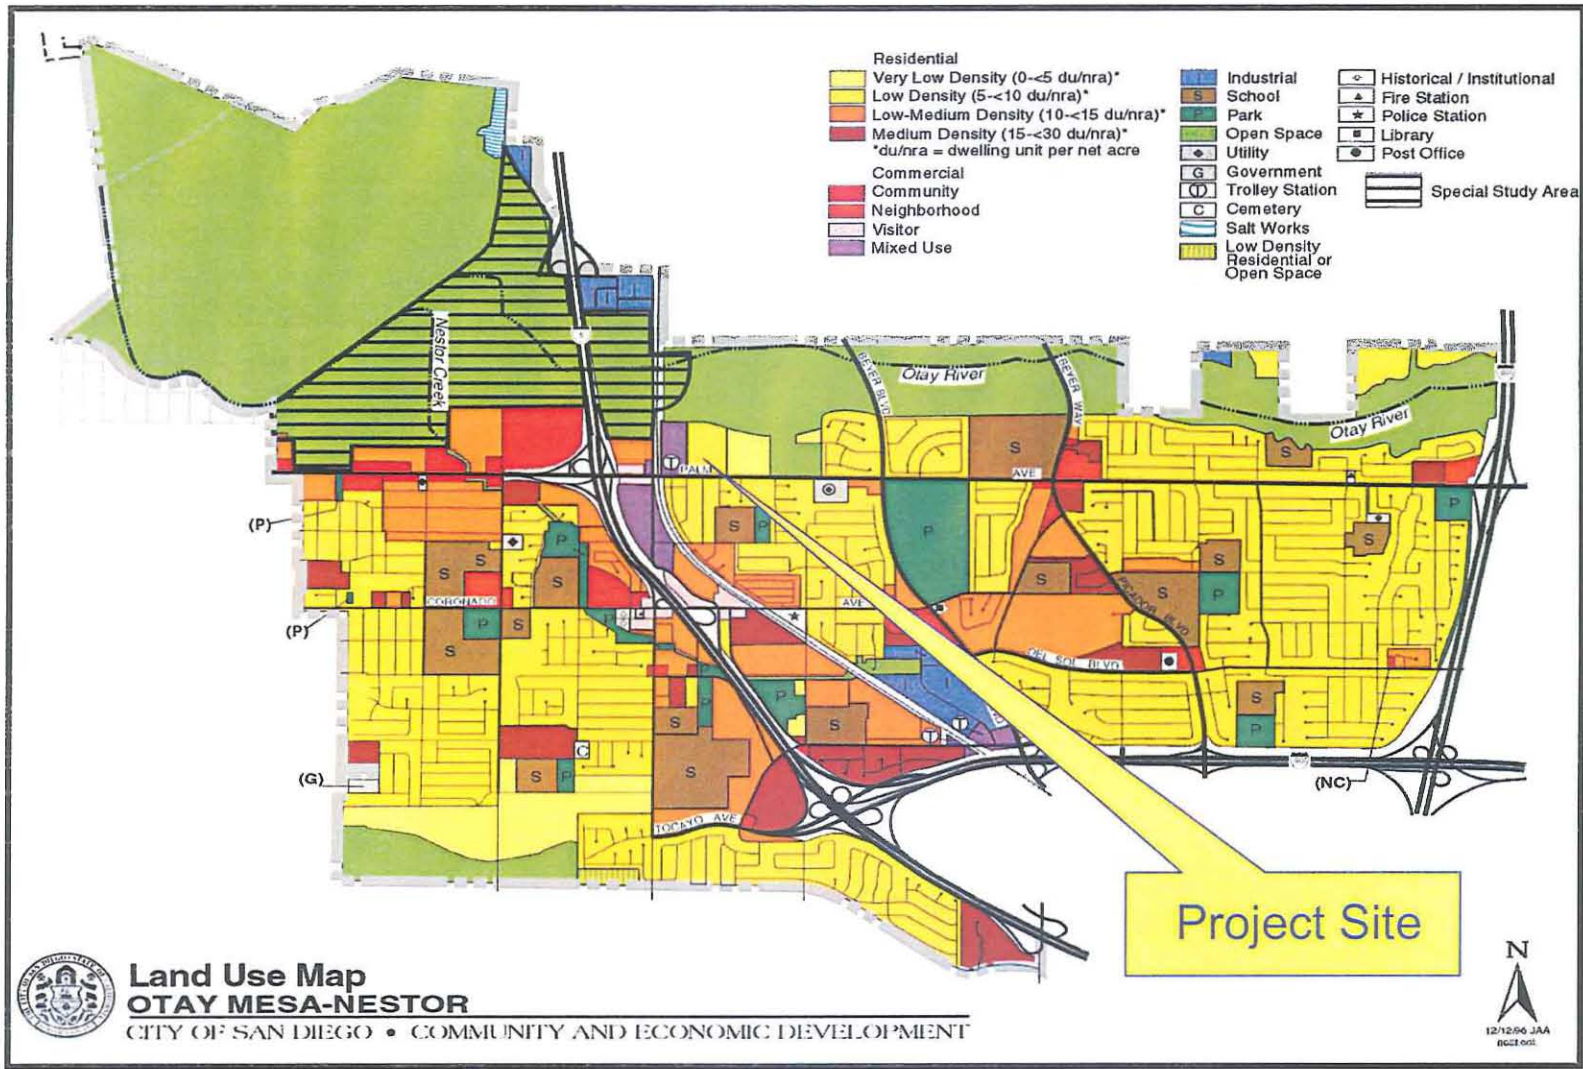 Residential
Very Low Density (0-<5 du/nra)*
Low Density (5-<10 du/nra)*
Low-Medium Density (10-<15 du/nra)*
Medium Density (15-<30 du/nra)*
*du/nra = dwelling unit per net acre
Commercial
Community
Neighborhood
Visitor
Mixed Use
I Industrial
S School
P Park
Open Space
Utility
G Government
T Trolley Station
C Cemetery
Salt Works
Low Density
Residential or
Open Space
Historical / Institutional
Fire Station
Police Station
Library
Post Office
Special Study Area
Nestor Creek
Otay River
Otay River
BEYER BLVD
BEYER WAY
PALM
AVE
CORONADO
AVE
PICADOR BLVD
DEL SOL BLVD
TOCAYO AVE
(P)
(P)
(G)
(NC)
Project Site
N
12/12/96 JAA
Land Use Map
OTAY MESA-NESTOR
CITY OF SAN DIEGO • COMMUNITY AND ECONOMIC DEVELOPMENT